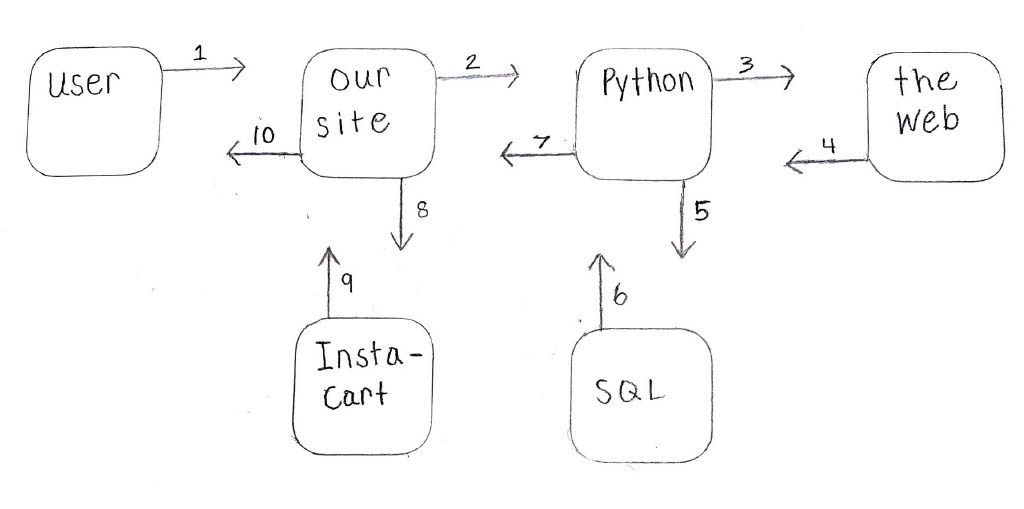 user
1
our
site
2
Python
3
the
web
10
7
4
8
5
9
6
Insta-
Cart
SQL